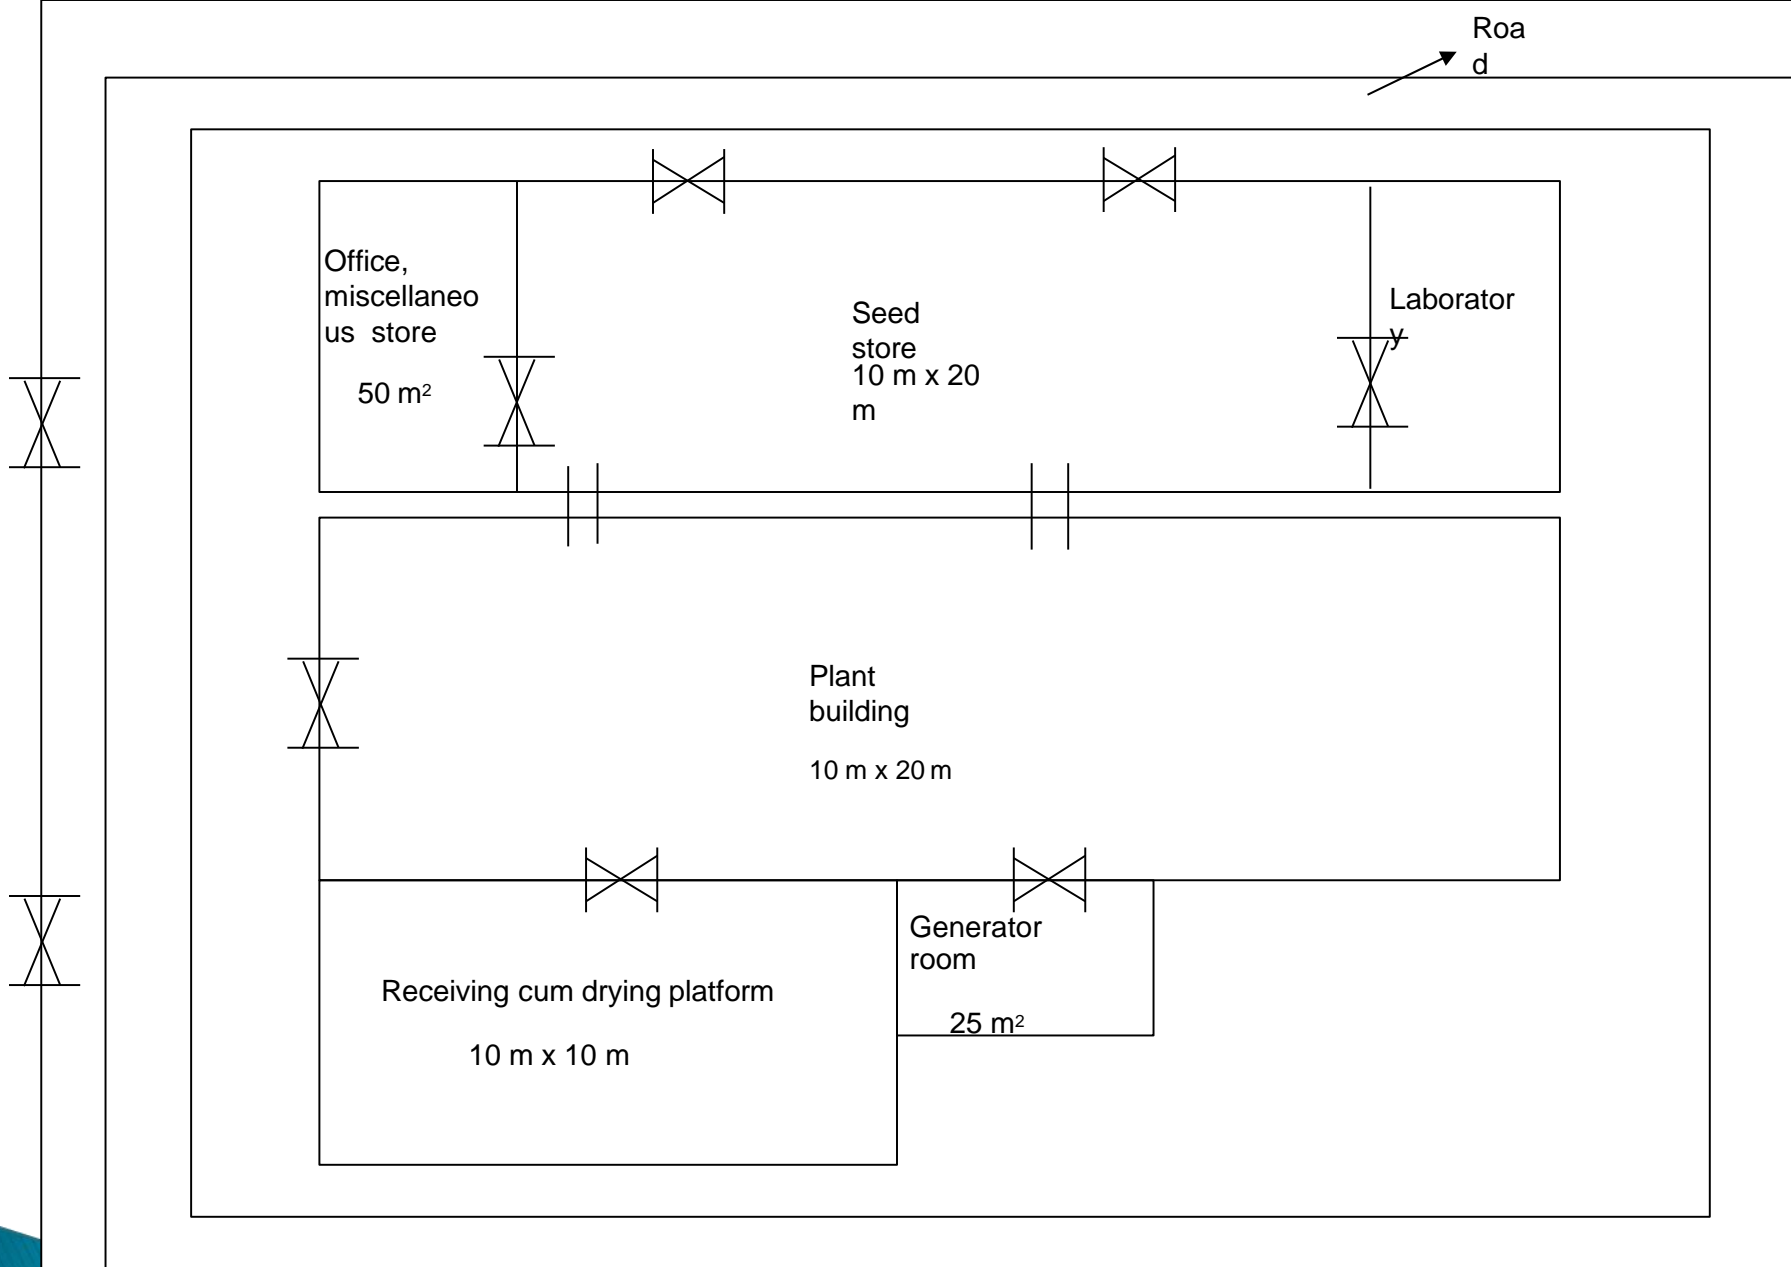 Roa
d
Office,
miscellaneo
us  store
50 m²
Seed
store
10 m x 20
m
Laborator
y
Plant
building
10 m x 20 m
Generator
room
25 m²
Receiving cum drying platform
10 m x 10 m